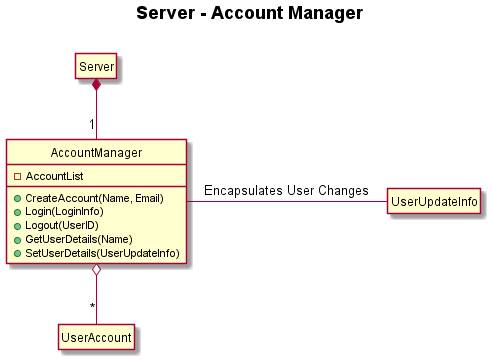 Server - Account Manager
Server
1
AccountManager
AccountList
CreateAccount(Name, Email)
Login(LoginInfo)
Logout(UserID)
GetUserDetails(Name)
SetUserDetails(UserUpdateInfo)
Encapsulates User Changes
UserUpdateInfo
*
UserAccount